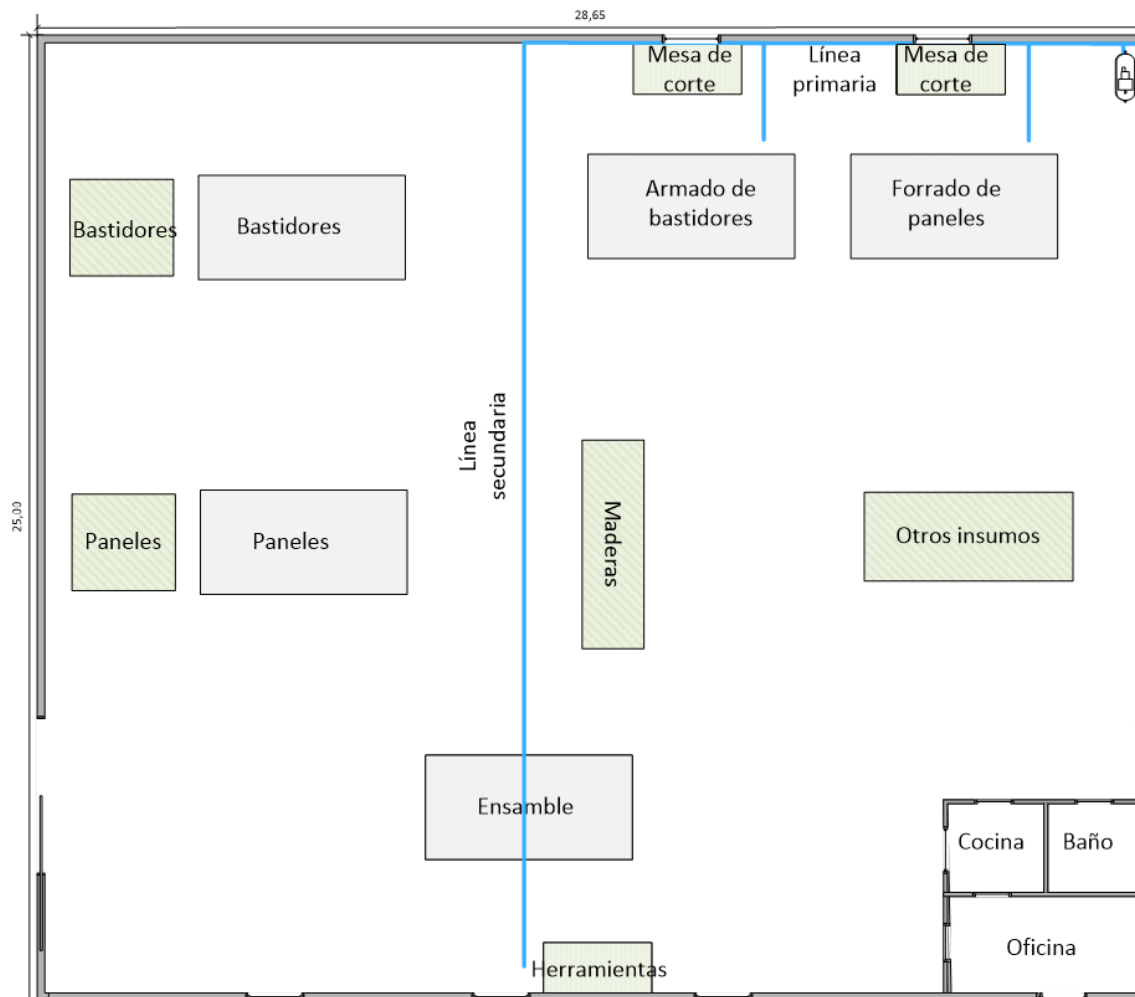 28,65
Mesa de
corte
Línea
primaria
Mesa de
corte
Bastidores
Bastidores
Armado de
bastidores
Forrado de
paneles
Línea
secundaria
25,00
Paneles
Paneles
Maderas
Otros insumos
Ensamble
Cocina
Baño
Oficina
Herramientas